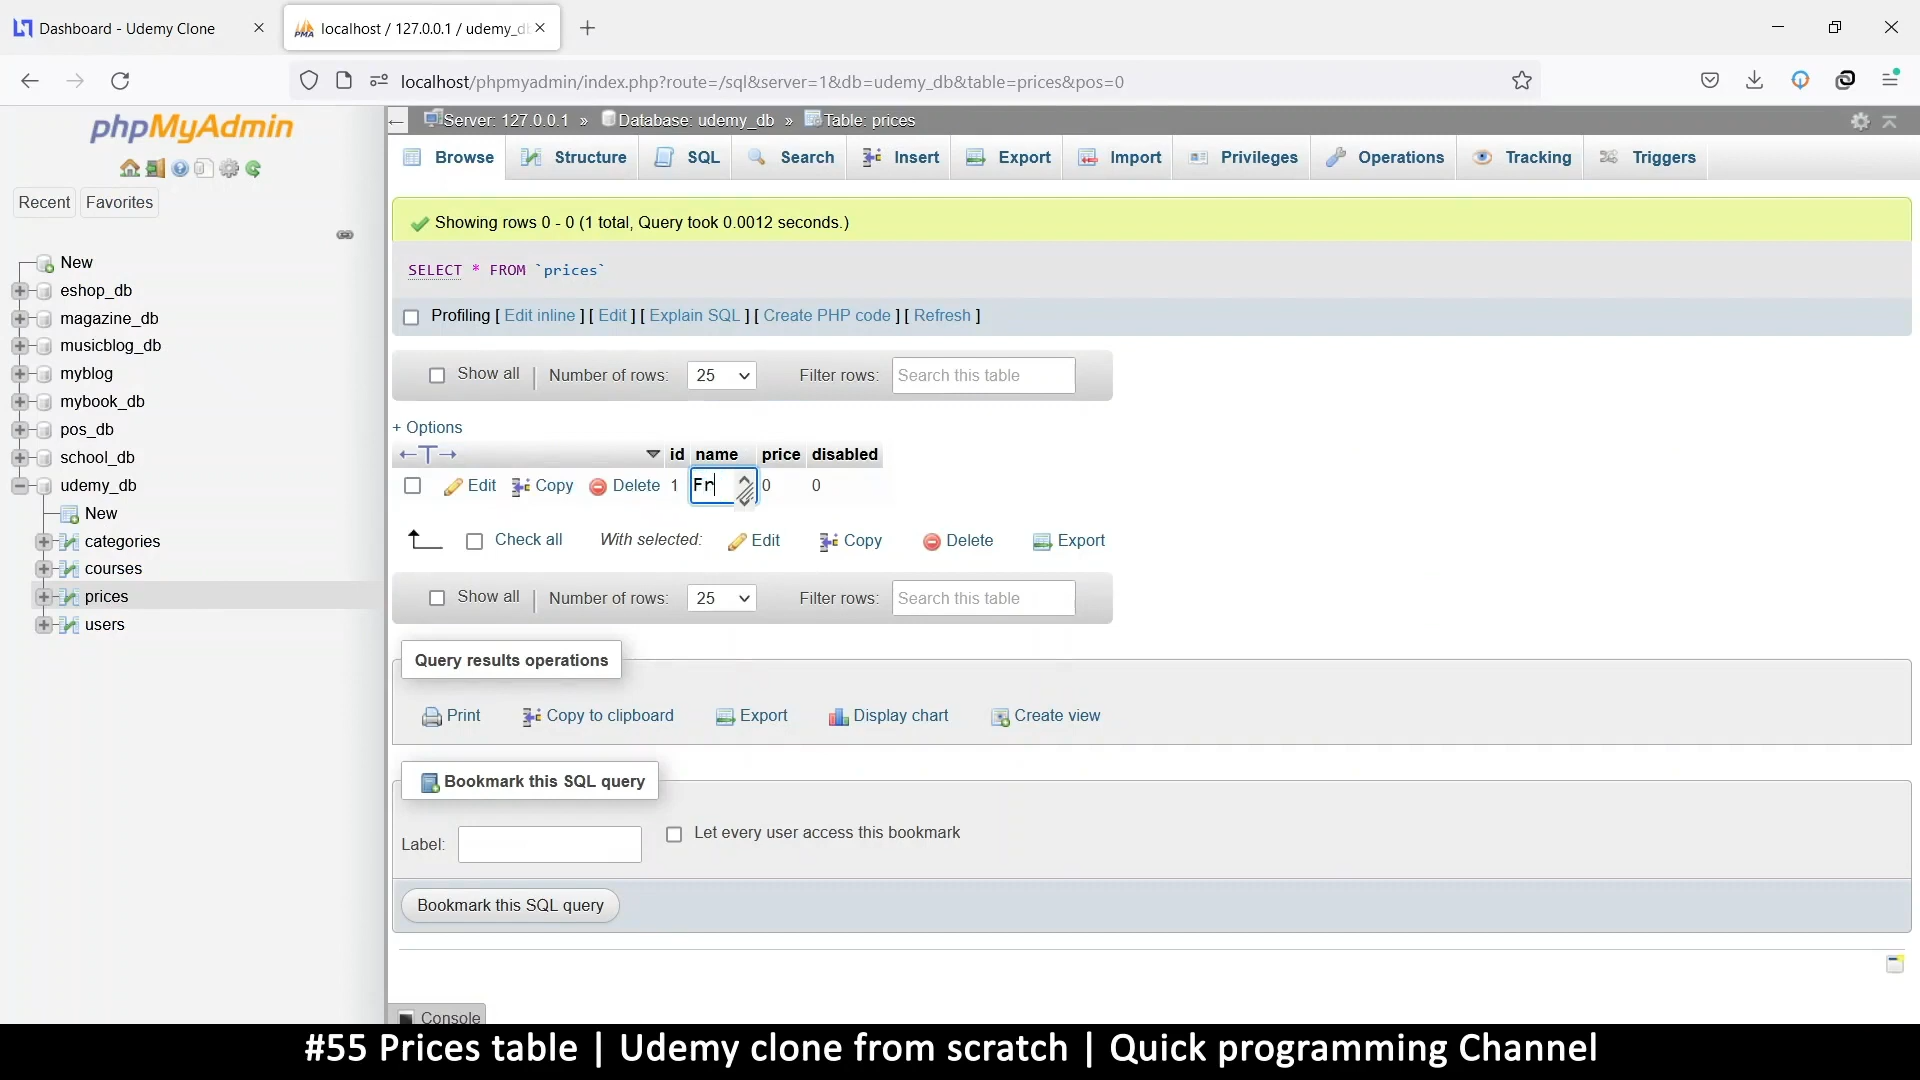 Dashboard - Udemy Clone
localhost / 127.0.0.1 / udemy_d
localhost/phpmyadmin/index.php?route=/sql&server=1&db=udemy_db&table=prices&pos=0
phpMyAdmin
Recent Favorites
New
eshop_db
magazine_db
musicblog_db
myblog
mybook_db
pos_db
school_db
udemy_db
New
categories
courses
prices
users
Server: 127.0.0.1 » Database: udemy_db » Table: prices
Browse Structure SQL Search Insert Export Import Privileges Operations Tracking Triggers
Showing rows 0 - 0 (1 total, Query took 0.0012 seconds.)
SELECT * FROM `prices`
Profiling [ Edit inline ] [ Edit ] [ Explain SQL ] [ Create PHP code ] [ Refresh ]
Show all | Number of rows: 25 Filter rows: Search this table
+ Options
←T→ id name price disabled
Edit Copy Delete 1 Fr 0 0
Check all With selected: Edit Copy Delete Export
Show all | Number of rows: 25 Filter rows: Search this table
Query results operations
Print Copy to clipboard Export Display chart Create view
Bookmark this SQL query
Label: Let every user access this bookmark
Bookmark this SQL query
Console
#55 Prices table | Udemy clone from scratch | Quick programming Channel